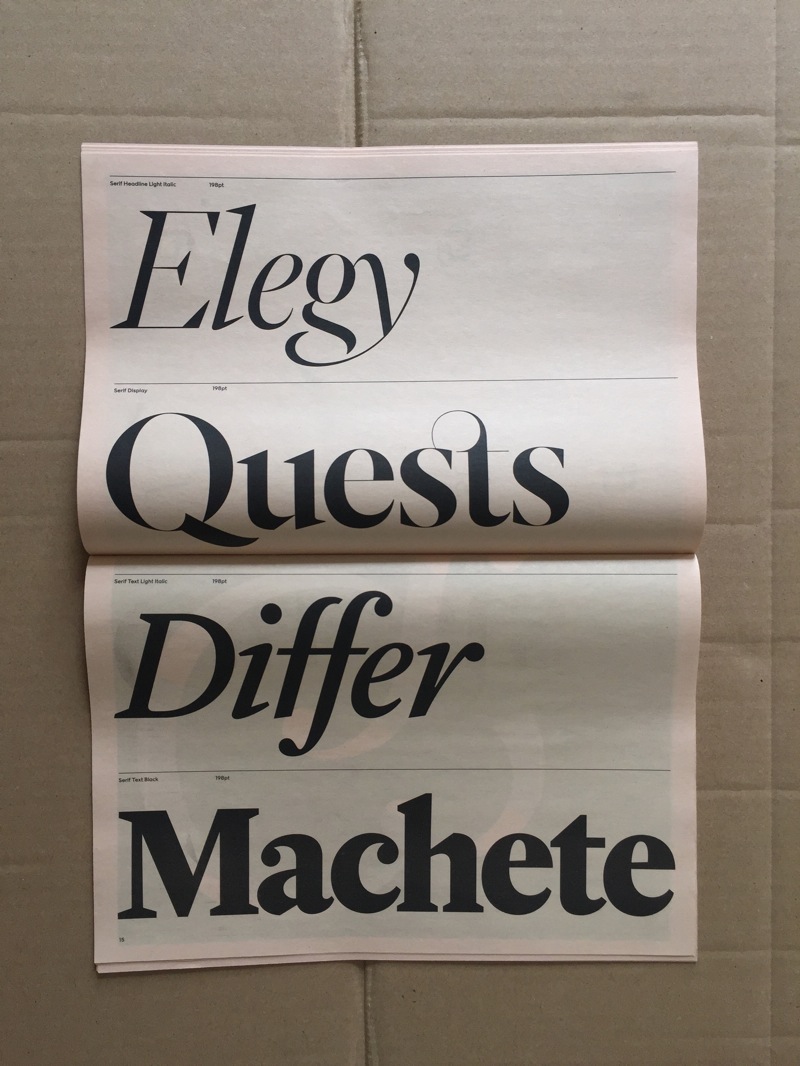 Serif Headline Light Italic 198pt
Elegy
Serif Display 198pt
Quests
Serif Text Light Italic 198pt
Differ
Serif Text Black 198pt
Machete
18